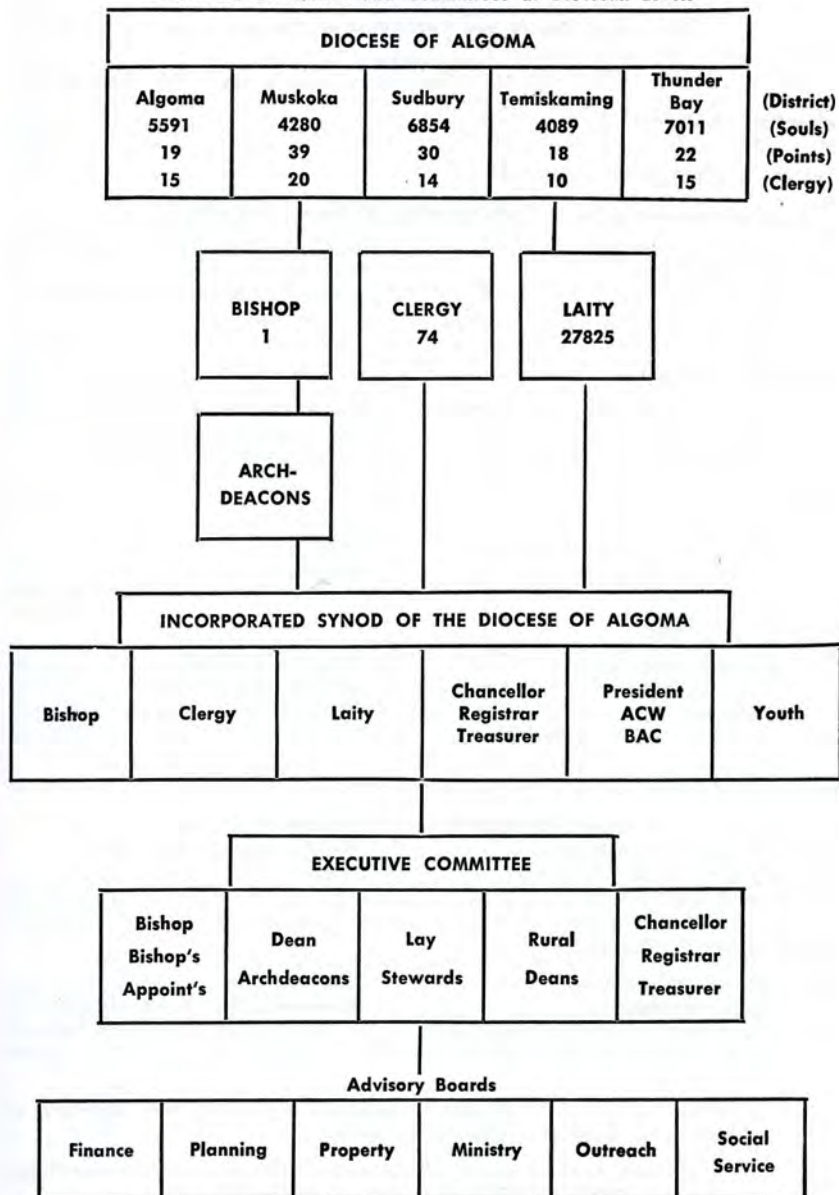 DIOCESE OF ALGOMA
Algoma Muskoka Sudbury Temiskaming Thunder Bay (District)
5591 4280 6854 4089 7011 (Souls)
19 39 30 18 22 (Points)
15 20 14 10 15 (Clergy)
BISHOP
1
CLERGY
74
LAITY
27825
ARCH-
DEACONS
INCORPORATED SYNOD OF THE DIOCESE OF ALGOMA
Bishop
Clergy
Laity
Chancellor
Registrar
Treasurer
President
ACW
BAC
Youth
EXECUTIVE COMMITTEE
Bishop
Bishop's
Appoint's
Dean
Archdeacons
Lay
Stewards
Rural
Deans
Chancellor
Registrar
Treasurer
Advisory Boards
Finance
Planning
Property
Ministry
Outreach
Social
Service